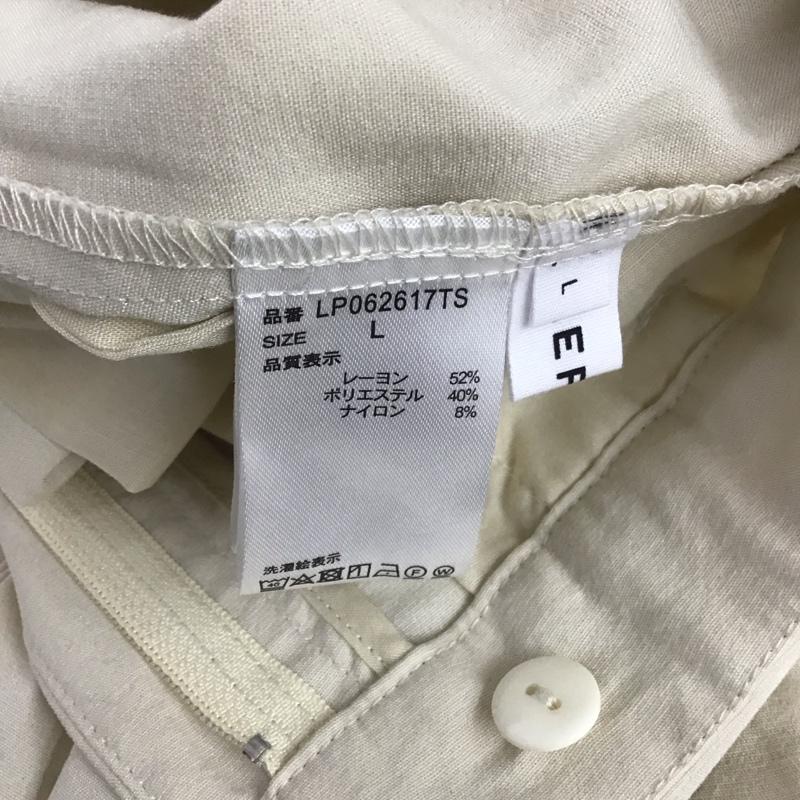 品番 LP062617TS
SIZE L
品質表示
レーヨン 52%
ポリエステル 40%
ナイロン 8%
洗濯絵表示
40
F
W
L